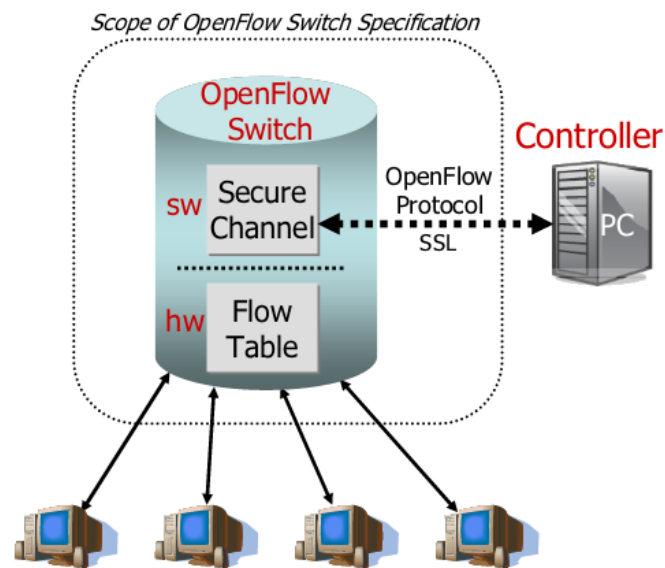 Scope of OpenFlow Switch Specification
OpenFlow
Switch
Controller
sw
Secure
Channel
OpenFlow
Protocol
SSL
PC
hw
Flow
Table